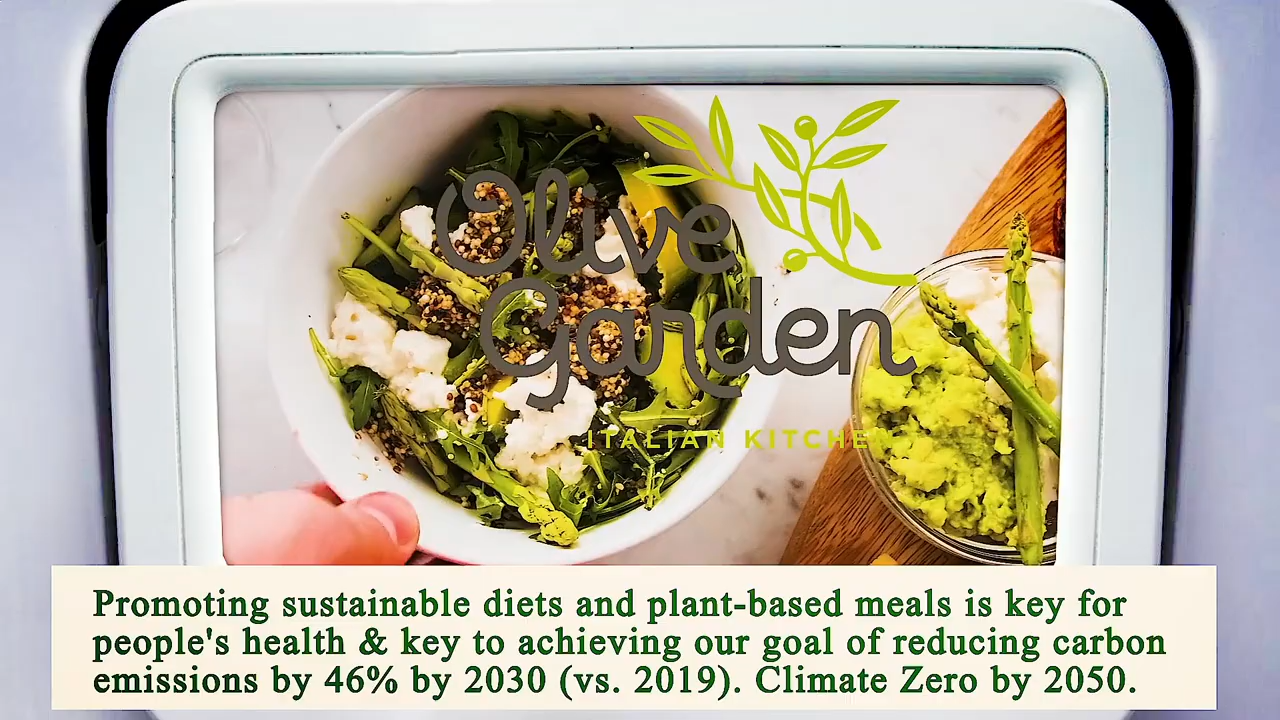 Olive
Garden
ITALIAN KITCHEN
Promoting sustainable diets and plant-based meals is key for
people's health & key to achieving our goal of reducing carbon
emissions by 46% by 2030 (vs. 2019). Climate Zero by 2050.